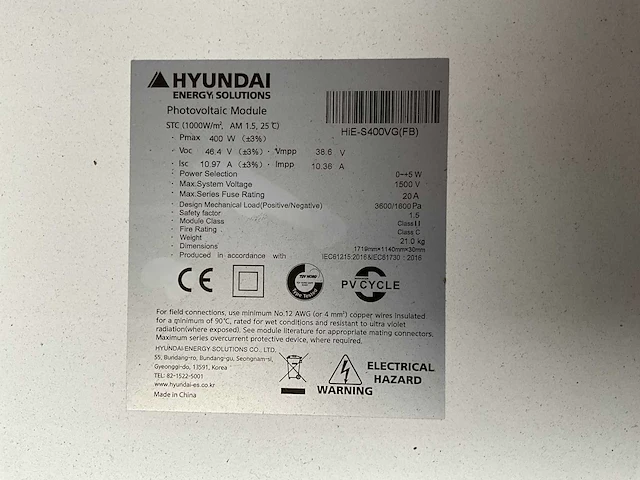 HYUNDAI
ENERGY SOLUTIONS
Photovoltaic Module
STC (1000W/m², AM 1.5, 25℃)
HiE-S400VG(FB)
· Pmax 400 W (±3%)
· Voc 46.4 V (±3%) · Vmpp 38.6 V
· Isc 10.97 A (±3%) · Impp 10.36 A
· Power Selection 0~+5 W
· Max.System Voltage 1500 V
· Max.Series Fuse Rating 20 A
· Design Mechanical Load(Positive/Negative) 3600/1600 Pa
· Safety factor 1.5
· Module Class Class II
· Fire Rating Class C
· Weight 21.0 kg
· Dimensions 1719mm×1140mm×30mm
· Produced in accordance with IEC61215:2016&IEC61730:2016
CE
TÜV NORD
Type Tested
PV CYCLE
For field connections, use minimum No.12 AWG (or 4 mm²) copper wires insulated
for a minimum of 90℃, rated for wet conditions and resistant to ultra violet
radiation(where exposed). See module literature for appropriate mating connectors.
Maximum series overcurrent protective device, where required.
HYUNDAI ENERGY SOLUTIONS CO., LTD.
55, Bundang-ro, Bundang-gu, Seongnam-si,
Gyeonggi-do, 13591, Korea
TEL: 82-1522-5001
www.hyundai-es.co.kr
Made in China
WARNING
ELECTRICAL
HAZARD